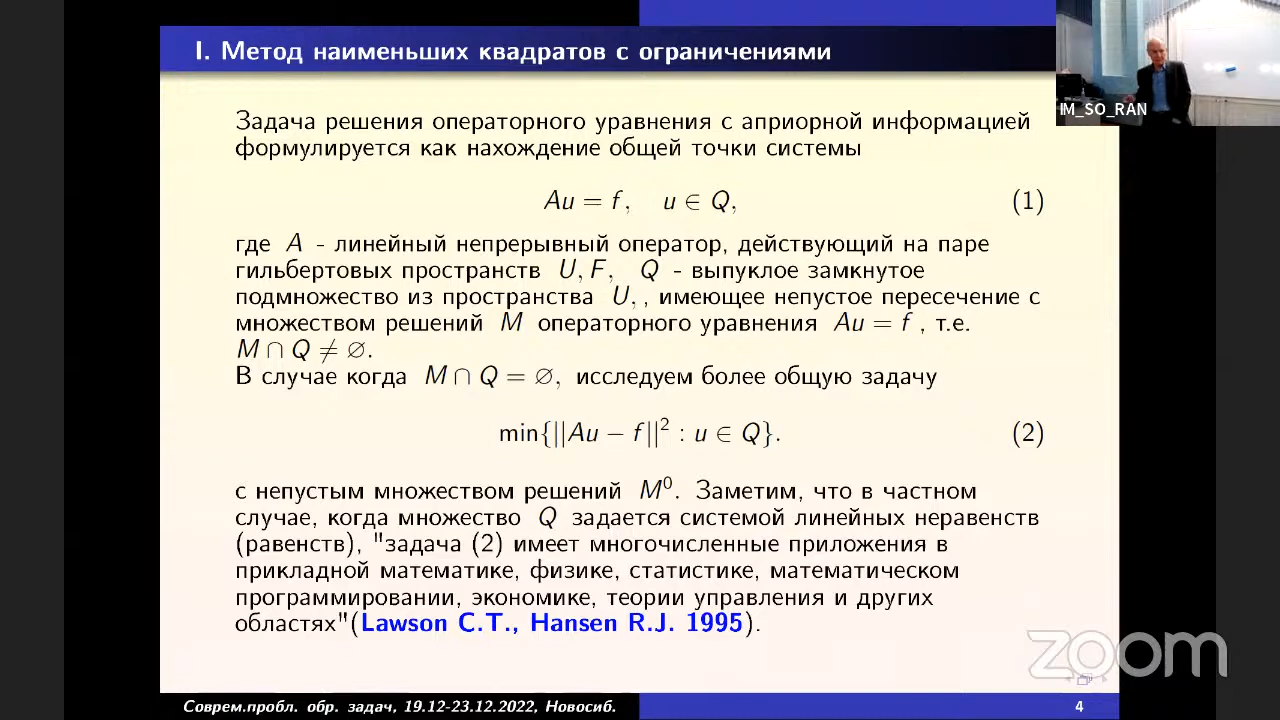 I. Метод наименьших квадратов с ограничениями
IM_SO_RAN
Задача решения операторного уравнения с априорной информацией
формулируется как нахождение общей точки системы
Au = f, u ∈ Q, (1)
где A - линейный непрерывный оператор, действующий на паре
гильбертовых пространств U, F, Q - выпуклое замкнутое
подмножество из пространства U, , имеющее непустое пересечение с
множеством решений M операторного уравнения Au = f , т.е.
M ∩ Q ≠ ∅.
В случае когда M ∩ Q = ∅, исследуем более общую задачу
min{||Au − f||² : u ∈ Q}. (2)
с непустым множеством решений M⁰. Заметим, что в частном
случае, когда множество Q задается системой линейных неравенств
(равенств), "задача (2) имеет многочисленные приложения в
прикладной математике, физике, статистике, математическом
программировании, экономике, теории управления и других
областях"(Lawson C.T., Hansen R.J. 1995).
zoom
Соврем.пробл. обр. задач, 19.12-23.12.2022, Новосиб. 4